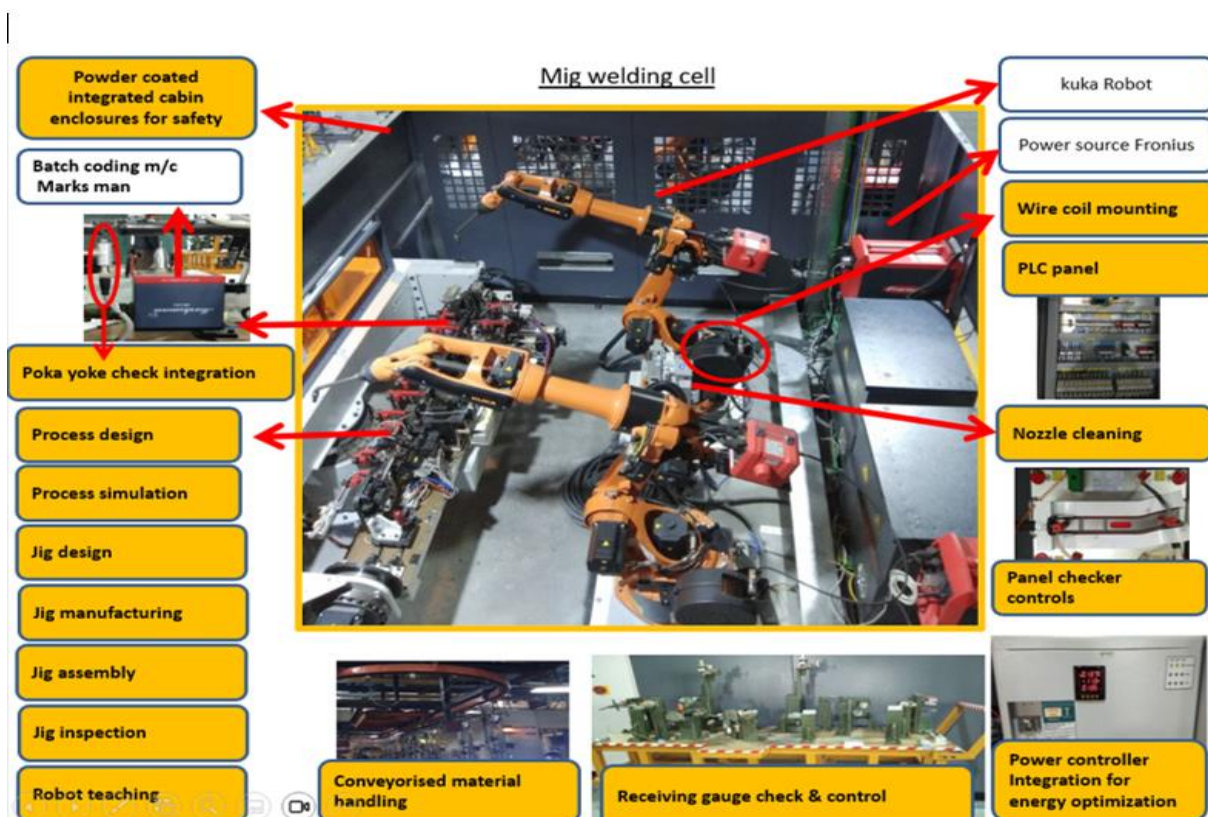 Mig welding cell
Powder coated
integrated cabin
enclosures for safety
Batch coding m/c
Marks man
Poka yoke check integration
Process design
Process simulation
Jig design
Jig manufacturing
Jig assembly
Jig inspection
Robot teaching
kuka Robot
Power source Fronius
Wire coil mounting
PLC panel
Nozzle cleaning
Panel checker
controls
Power controller
Integration for
energy optimization
Conveyorised material
handling
Receiving gauge check & control